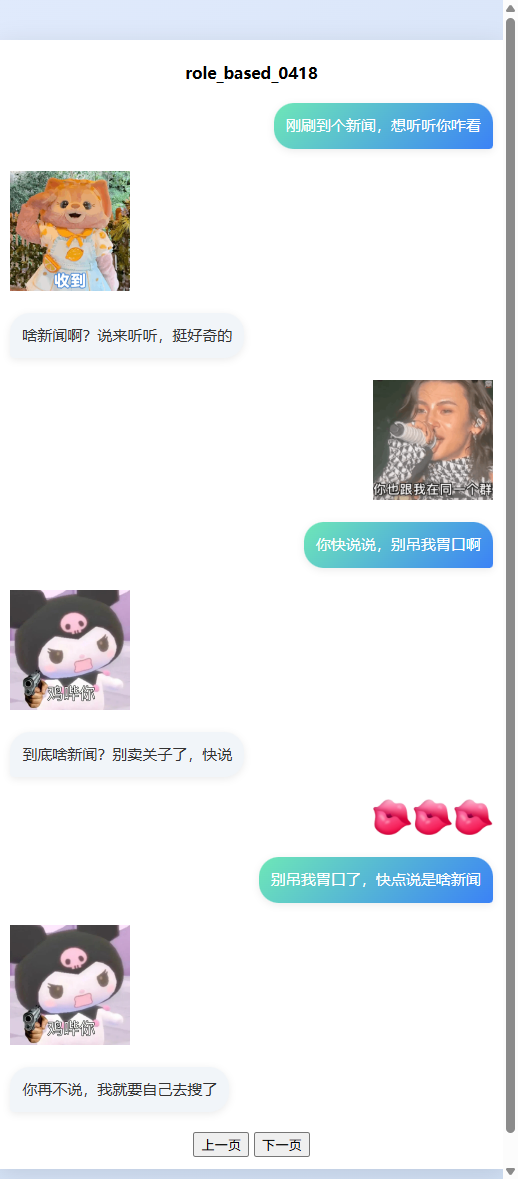 role_based_0418
刚刷到个新闻，想听听你咋看
收到
啥新闻啊？说来听听，挺好奇的
你也跟我在同一个群
你快说说，别吊我胃口啊
鸡哔你
到底啥新闻？别卖关子了，快说
别吊我胃口了，快点说是啥新闻
鸡哔你
你再不说，我就要自己去搜了
上一页 下一页